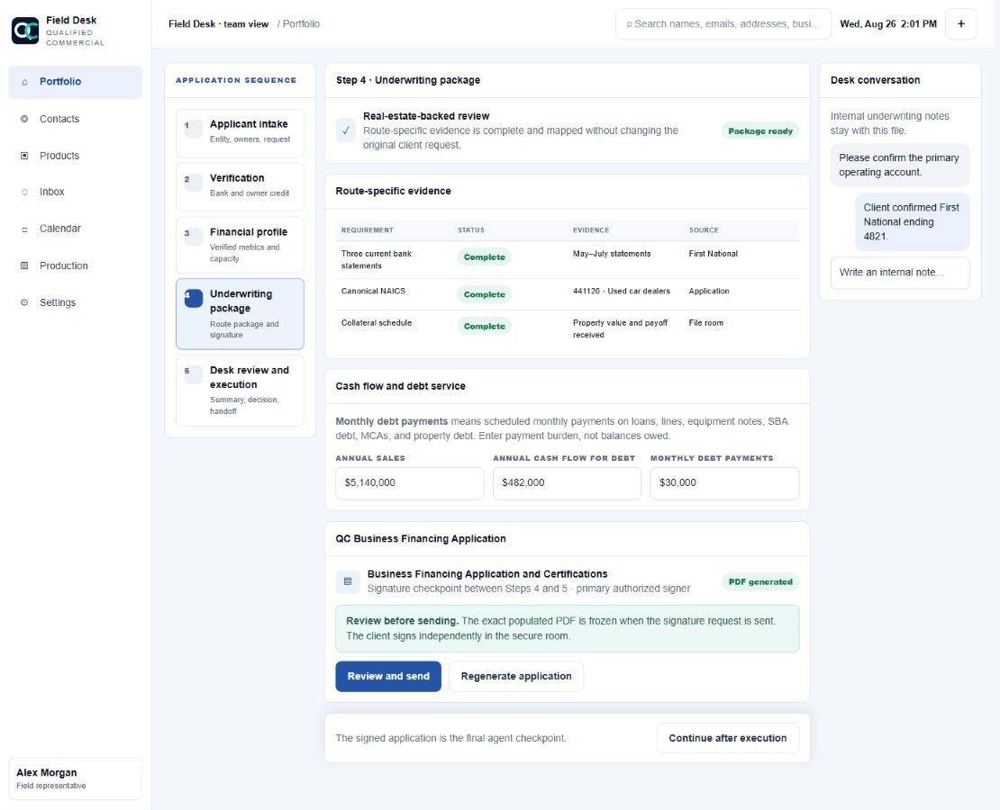 Field Desk
QUALIFIED
COMMERCIAL
Portfolio
Contacts
Products
Inbox
Calendar
Production
Settings
Alex Morgan
Field representative
Field Desk · team view / Portfolio
Search names, emails, addresses, busi…
Wed, Aug 26 2:01 PM
+
APPLICATION SEQUENCE
1
Applicant intake
Entity, owners, request
2
Verification
Bank and owner credit
3
Financial profile
Verified metrics and
capacity
4
Underwriting
package
Route package and
signature
5
Desk review and
execution
Summary, decision,
handoff
Step 4 · Underwriting package
✓
Real-estate-backed review
Route-specific evidence is complete and mapped without changing the
original client request.
Package ready
Route-specific evidence
REQUIREMENT STATUS EVIDENCE SOURCE
Three current bank
statements
Complete
May–July statements
First National
Canonical NAICS
Complete
441120 · Used car dealers
Application
Collateral schedule
Complete
Property value and payoff
received
File room
Cash flow and debt service
Monthly debt payments means scheduled monthly payments on loans, lines, equipment notes, SBA
debt, MCAs, and property debt. Enter payment burden, not balances owed.
ANNUAL SALES
$5,140,000
ANNUAL CASH FLOW FOR DEBT
$482,000
MONTHLY DEBT PAYMENTS
$30,000
QC Business Financing Application
Business Financing Application and Certifications
Signature checkpoint between Steps 4 and 5 · primary authorized signer
PDF generated
Review before sending. The exact populated PDF is frozen when the signature request is sent.
The client signs independently in the secure room.
Review and send
Regenerate application
The signed application is the final agent checkpoint.
Continue after execution
Desk conversation
Internal underwriting notes
stay with this file.
Please confirm the primary
operating account.
Client confirmed First
National ending
4821.
Write an internal note…